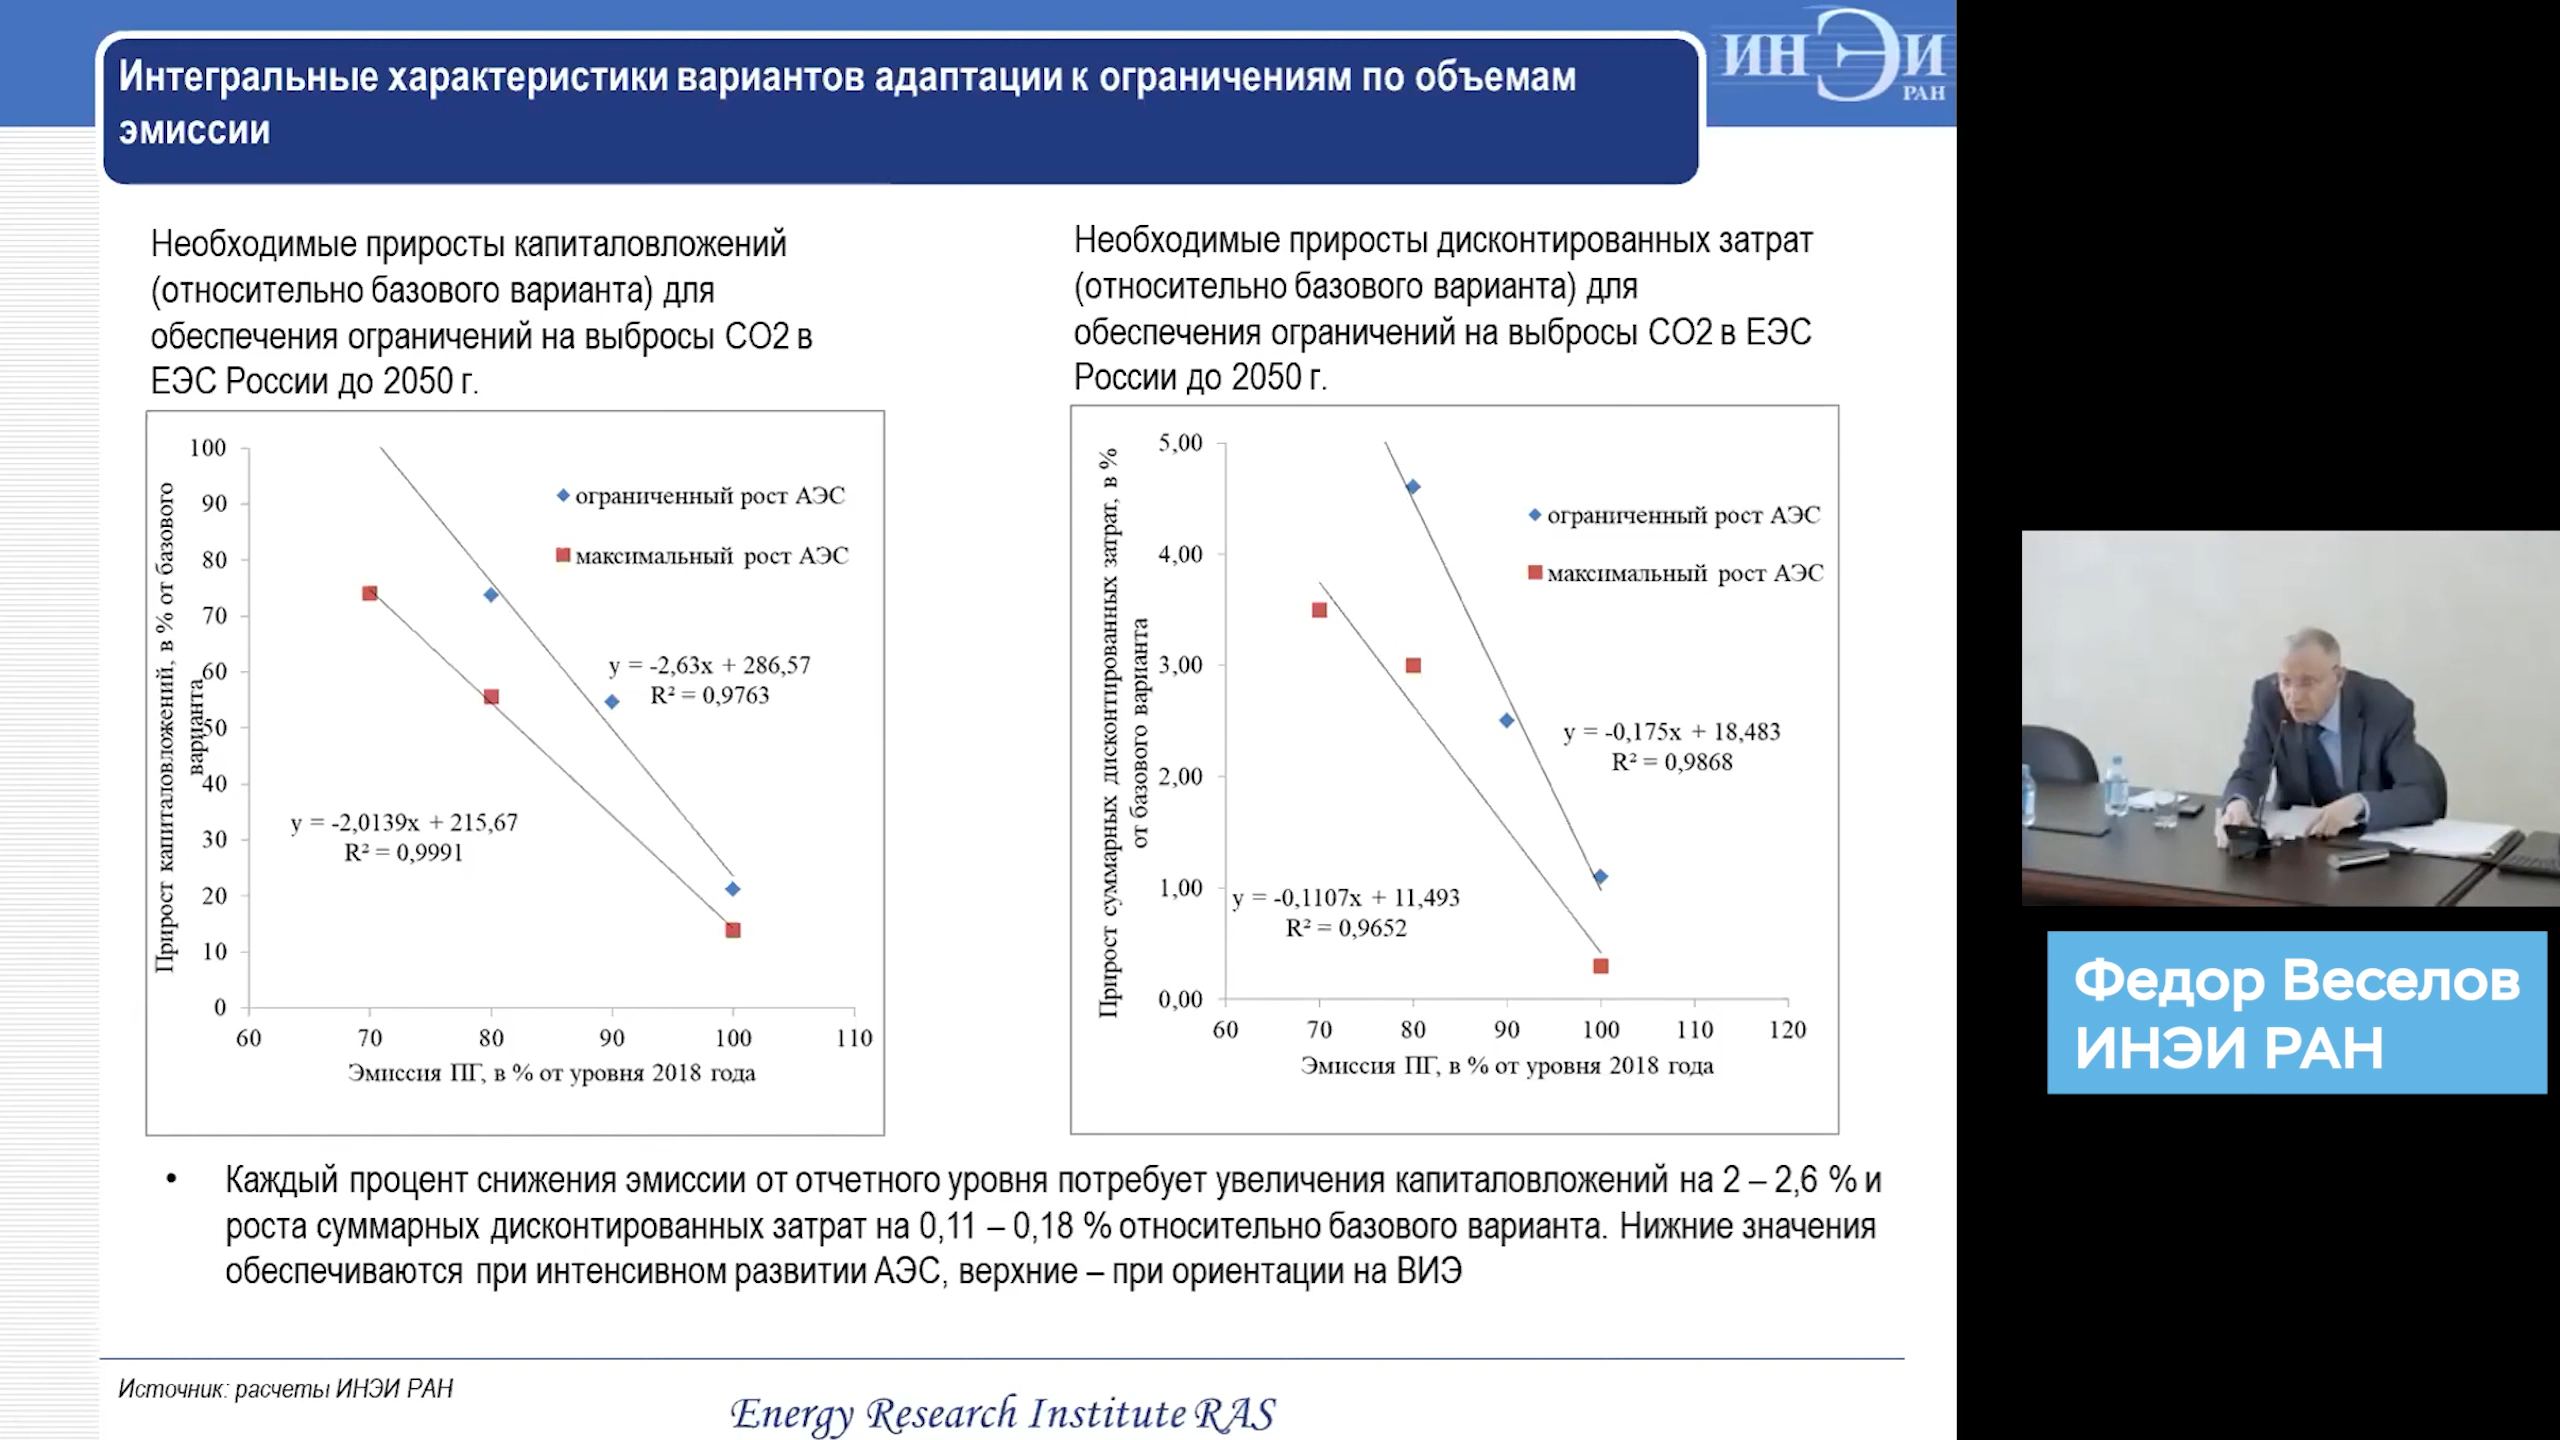 Интегральные характеристики вариантов адаптации к ограничениям по объемам
эмиссии
ИНЭИ
РАН
Необходимые приросты капиталовложений
(относительно базового варианта) для
обеспечения ограничений на выбросы СО2 в
ЕЭС России до 2050 г.
Прирост капиталовложений, в % от базового
варианта
100
90
80
70
60
50
40
30
20
10
0
60 70 80 90 100 110
Эмиссия ПГ, в % от уровня 2018 года
ограниченный рост АЭС
максимальный рост АЭС
y = -2,63x + 286,57
R² = 0,9763
y = -2,0139x + 215,67
R² = 0,9991
Необходимые приросты дисконтированных затрат
(относительно базового варианта) для
обеспечения ограничений на выбросы СО2 в ЕЭС
России до 2050 г.
Прирост суммарных дисконтированных затрат, в %
от базового варианта
5,00
4,00
3,00
2,00
1,00
0,00
60 70 80 90 100 110 120
Эмиссия ПГ, в % от уровня 2018 года
ограниченный рост АЭС
максимальный рост АЭС
y = -0,175x + 18,483
R² = 0,9868
y = -0,1107x + 11,493
R² = 0,9652
• Каждый процент снижения эмиссии от отчетного уровня потребует увеличения капиталовложений на 2 – 2,6 % и
роста суммарных дисконтированных затрат на 0,11 – 0,18 % относительно базового варианта. Нижние значения
обеспечиваются при интенсивном развитии АЭС, верхние – при ориентации на ВИЭ
Источник: расчеты ИНЭИ РАН
Energy Research Institute RAS
Федор Веселов
ИНЭИ РАН